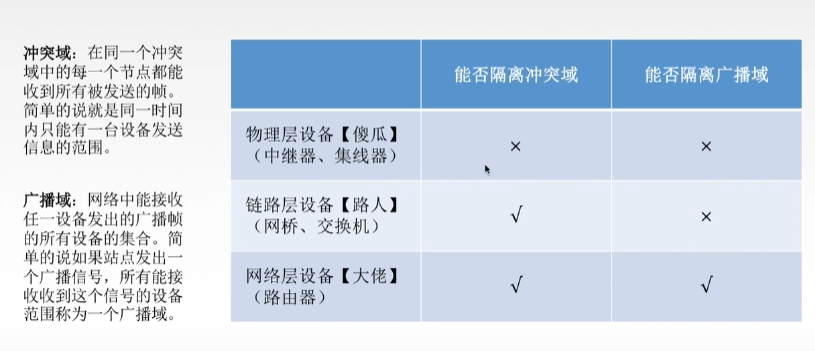 冲突域：在同一个冲突
域中的每一个节点都能
收到所有被发送的帧。
简单的说就是同一时间
内只能有一台设备发送
信息的范围。
广播域：网络中能接收
任一设备发出的广播帧
的所有设备的集合。简
单的说如果站点发出一
个广播信号，所有能接
收收到这个信号的设备
范围称为一个广播域。
能否隔离冲突域 能否隔离广播域
物理层设备【傻瓜】
（中继器、集线器）
× ×
链路层设备【路人】
（网桥、交换机）
√ ×
网络层设备【大佬】
（路由器）
√ √